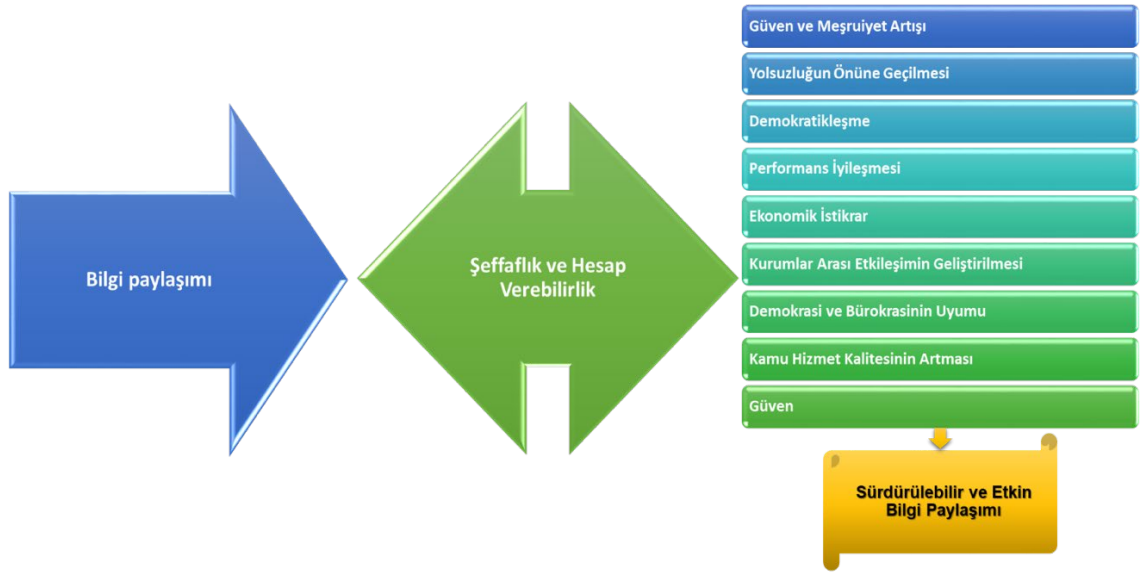 Bilgi paylaşımı
Şeffaflık ve Hesap
Verebilirlik
Güven ve Meşruiyet Artışı
Yolsuzluğun Önüne Geçilmesi
Demokratikleşme
Performans İyileşmesi
Ekonomik İstikrar
Kurumlar Arası Etkileşimin Geliştirilmesi
Demokrasi ve Bürokrasinin Uyumu
Kamu Hizmet Kalitesinin Artması
Güven
Sürdürülebilir ve Etkin
Bilgi Paylaşımı